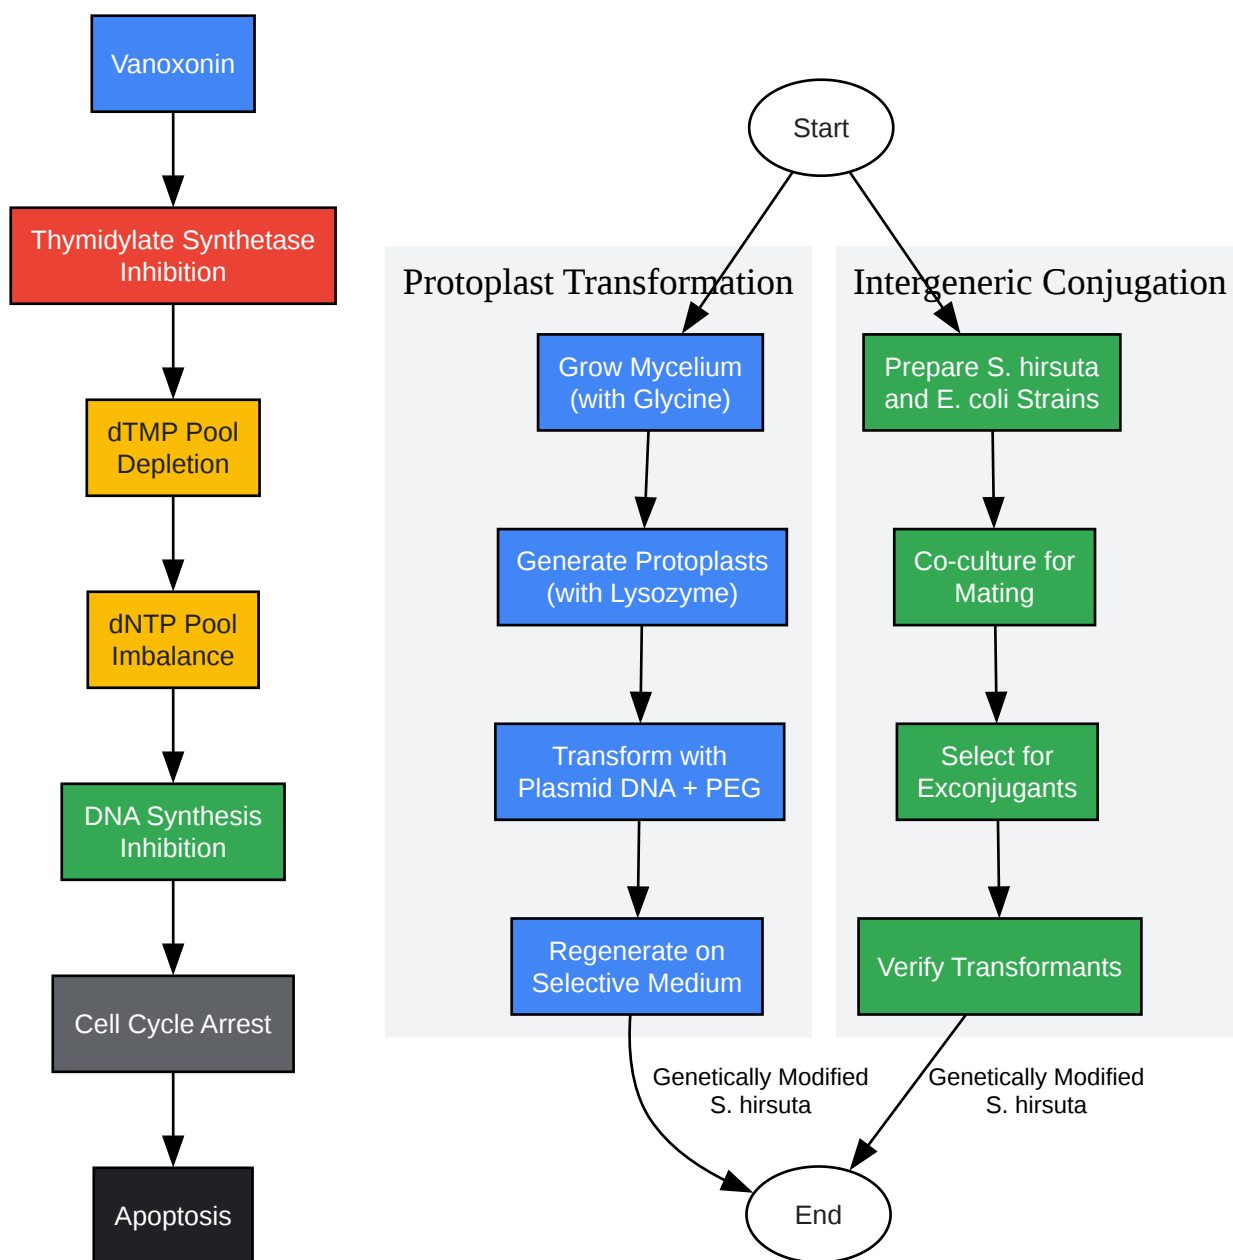 Vanoxonin
Thymidylate Synthetase
Inhibition
dTMP Pool
Depletion
dNTP Pool
Imbalance
DNA Synthesis
Inhibition
Cell Cycle Arrest
Apoptosis
Start
Protoplast Transformation
Grow Mycelium
(with Glycine)
Generate Protoplasts
(with Lysozyme)
Transform with
Plasmid DNA + PEG
Regenerate on
Selective Medium
Genetically Modified
S. hirsuta
Intergeneric Conjugation
Prepare S. hirsuta
and E. coli Strains
Co-culture for
Mating
Select for
Exconjugants
Verify Transformants
Genetically Modified
S. hirsuta
End